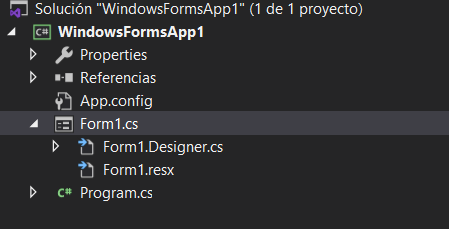 Solución "WindowsFormsApp1" (1 de 1 proyecto)
C# WindowsFormsApp1
Properties
Referencias
App.config
Form1.cs
Form1.Designer.cs
Form1.resx
C# Program.cs